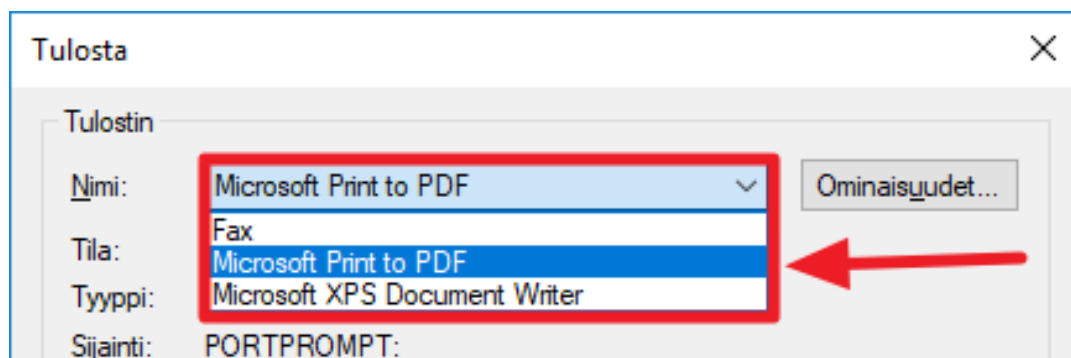 Tulosta
Tulostin
Nimi: Microsoft Print to PDF Ominaisuudet...
Fax
Tila: Microsoft Print to PDF
Tyyppi: Microsoft XPS Document Writer
Sijainti: PORTPROMPT: